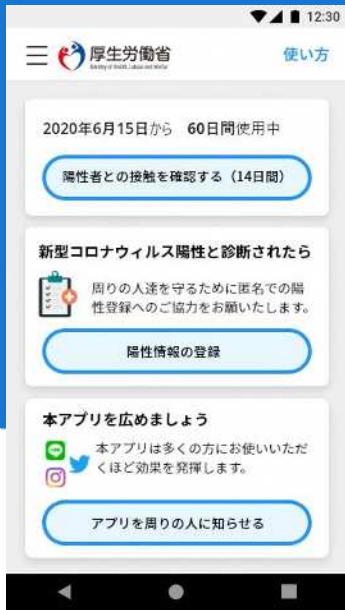 12:30
厚生労働省
Ministry of Health, Labour and Welfare
使い方
2020年6月15日から 60日間使用中
陽性者との接触を確認する（14日間）
新型コロナウィルス陽性と診断されたら
周りの人達を守るために匿名での陽
性登録へのご協力をお願いいたします。
陽性情報の登録
本アプリを広めましょう
本アプリは多くの方にお使いいただ
くほど効果を発揮します。
アプリを周りの人に知らせる